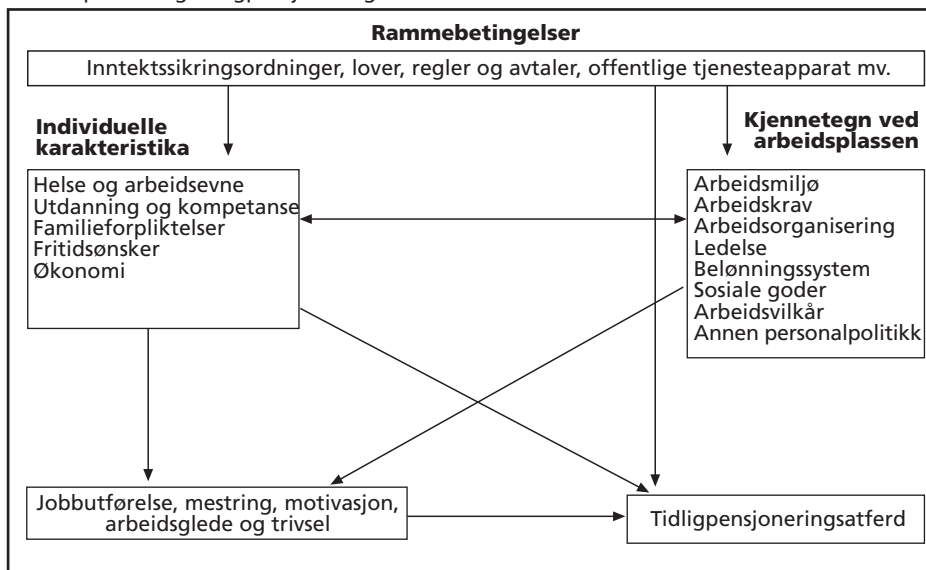 Rammebetingelser
Inntektssikringsordninger, lover, regler og avtaler, offentlige tjenesteapparat mv.
Individuelle
karakteristika
Helse og arbeidsevne
Utdanning og kompetanse
Familieforpliktelser
Fritidsønsker
Økonomi
Kjennetegn ved
arbeidsplassen
Arbeidsmiljø
Arbeidskrav
Arbeidsorganisering
Ledelse
Belønningssystem
Sosiale goder
Arbeidsvilkår
Annen personalpolitikk
Jobbutførelse, mestring, motivasjon,
arbeidsglede og trivsel
Tidligpensjoneringsatferd